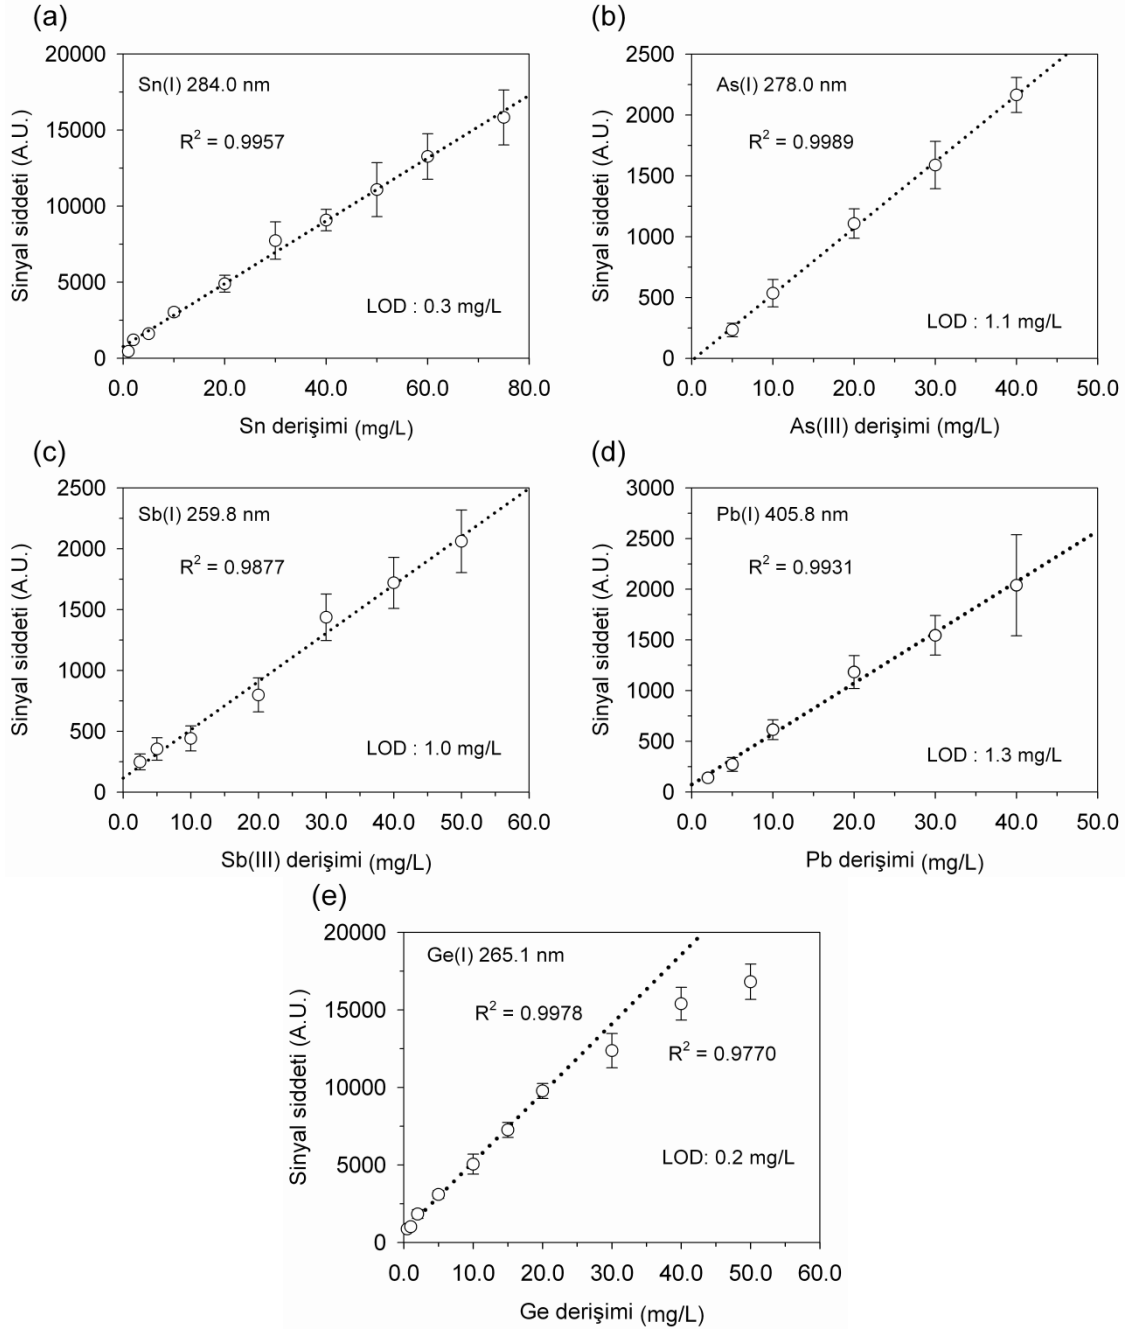 (a)
Sn(I) 284.0 nm
R² = 0.9957
LOD : 0.3 mg/L
Sinyal siddeti (A.U.)
20000
15000
10000
5000
0
0.0 20.0 40.0 60.0 80.0
Sn derişimi (mg/L)
(b)
As(I) 278.0 nm
R² = 0.9989
LOD : 1.1 mg/L
Sinyal siddeti (A.U.)
2500
2000
1500
1000
500
0
0.0 10.0 20.0 30.0 40.0 50.0
As(III) derişimi (mg/L)
(c)
Sb(I) 259.8 nm
R² = 0.9877
LOD : 1.0 mg/L
Sinyal siddeti (A.U.)
2500
2000
1500
1000
500
0
0.0 10.0 20.0 30.0 40.0 50.0 60.0
Sb(III) derişimi (mg/L)
(d)
Pb(I) 405.8 nm
R² = 0.9931
LOD : 1.3 mg/L
Sinyal siddeti (A.U.)
3000
2500
2000
1500
1000
500
0
0.0 10.0 20.0 30.0 40.0 50.0
Pb derişimi (mg/L)
(e)
Ge(I) 265.1 nm
R² = 0.9978
R² = 0.9770
LOD: 0.2 mg/L
Sinyal siddeti (A.U.)
20000
15000
10000
5000
0
0.0 10.0 20.0 30.0 40.0 50.0 60.0
Ge derişimi (mg/L)